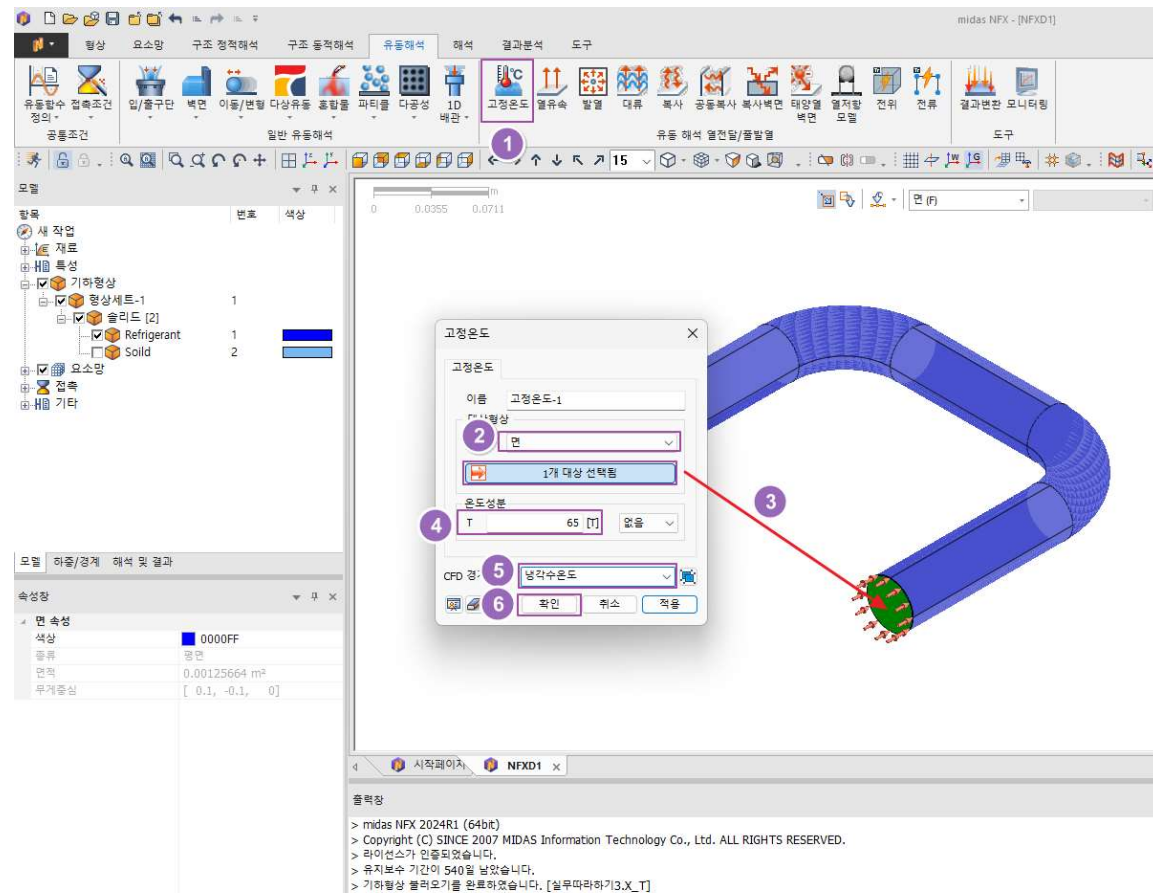 midas NFX - [NFXD1]
형상 요소망 구조 정적해석 구조 동적해석 유동해석 해석 결과분석 도구
유동함수 정의 접촉조건 입/출구단 벽면 이동/변형 다상유동 혼합물 파티클 다공성 1D 배관 고정온도 열유속 발열 대류 복사 공동복사 복사벽면 태양열 벽면 열저항 모델 전위 전류 결과변환 모니터링
공통조건 일반 유동해석 유동 해석 열전달/줄발열 도구
1
15
모델
항목 번호 색상
새 작업
재료
특성
기하형상
형상세트-1 1
솔리드 [2]
Refrigerant 1
Soild 2
요소망
접촉
기타
[m
0 0.0355 0.0711
면 (F)
고정온도
고정온도
이름 고정온도-1
대상형상
2 면
1개 대상 선택됨
3
온도성분
4 T 65 [T] 없음
CFD 경 5 냉각수온도
6 확인 취소 적용
모델 하중/경계 해석 및 결과
속성창
면 속성
색상 0000FF
종류 평면
면적 0.00125664 m²
무게중심 [ 0.1, -0.1, 0]
시작페이지 NFXD1
출력창
> midas NFX 2024R1 (64bit)
> Copyright (C) SINCE 2007 MIDAS Information Technology Co., Ltd. ALL RIGHTS RESERVED.
> 라이선스가 인증되었습니다.
> 유지보수 기간이 540일 남았습니다.
> 기하형상 불러오기를 완료하였습니다. [실무따라하기3.X_T]